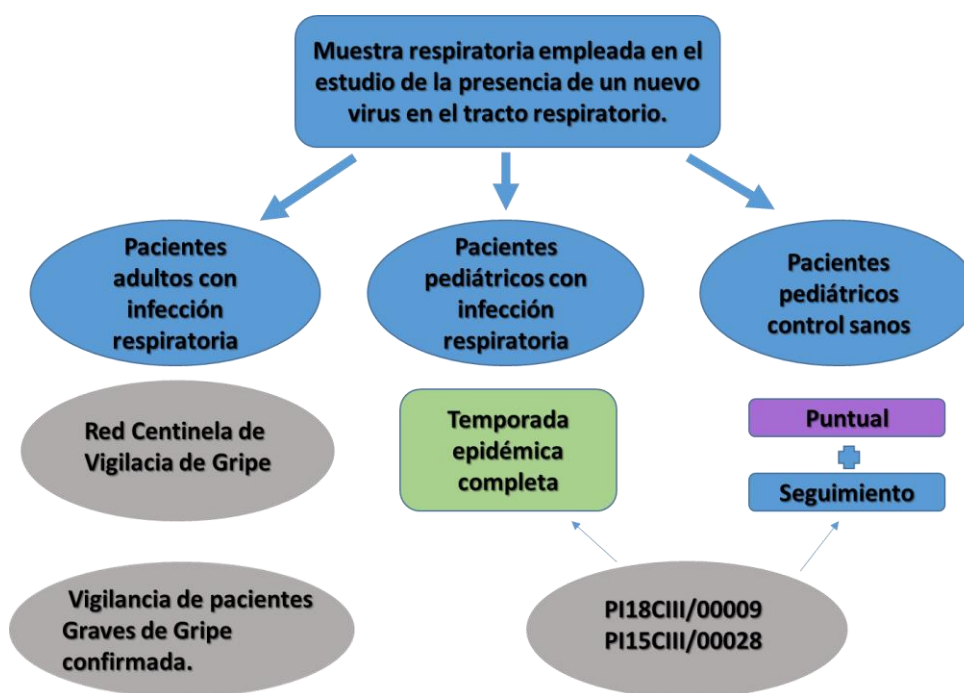 Muestra respiratoria empleada en el
estudio de la presencia de un nuevo
virus en el tracto respiratorio.
Pacientes
adultos con
infección
respiratoria
Pacientes
pediátricos con
infección
respiratoria
Pacientes
pediátricos
control sanos
Red Centinela de
Vigilacia de Gripe
Temporada
epidémica
completa
Puntual
Seguimiento
Vigilancia de pacientes
Graves de Gripe
confirmada.
PI18CIII/00009
PI15CIII/00028